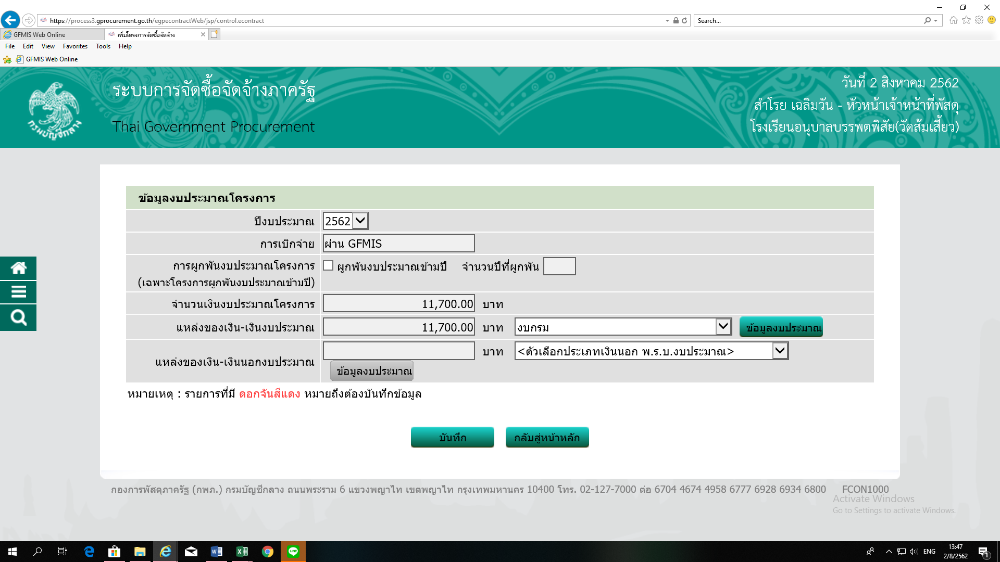 https://process3.gprocurement.go.th/egpecontractWeb/jsp/control.econtract
Search...
GFMIS Web Online
เพิ่มโครงการจัดซื้อจัดจ้าง
File Edit View Favorites Tools Help
GFMIS Web Online
กรมบัญชีกลาง
ระบบการจัดซื้อจัดจ้างภาครัฐ
Thai Government Procurement
วันที่ 2 สิงหาคม 2562
สำโรย เฉลิมวัน - หัวหน้าเจ้าหน้าที่พัสดุ
โรงเรียนอนุบาลบรรพตพิสัย(วัดส้มเสี้ยว)
ข้อมูลงบประมาณโครงการ
ปีงบประมาณ 2562
การเบิกจ่าย ผ่าน GFMIS
การผูกพันงบประมาณโครงการ ผูกพันงบประมาณข้ามปี จำนวนปีที่ผูกพัน
(เฉพาะโครงการผูกพันงบประมาณข้ามปี)
จำนวนเงินงบประมาณโครงการ 11,700.00 บาท
แหล่งของเงิน-เงินงบประมาณ 11,700.00 บาท งบกรม ข้อมูลงบประมาณ
แหล่งของเงิน-เงินนอกงบประมาณ บาท <ตัวเลือกประเภทเงินนอก พ.ร.บ.งบประมาณ>
ข้อมูลงบประมาณ
หมายเหตุ : รายการที่มี ดอกจันสีแดง หมายถึงต้องบันทึกข้อมูล
บันทึก กลับสู่หน้าหลัก
กองการพัสดุภาครัฐ (กพภ.) กรมบัญชีกลาง ถนนพระราม 6 แขวงพญาไท เขตพญาไท กรุงเทพมหานคร 10400 โทร. 02-127-7000 ต่อ 6704 4674 4958 6777 6928 6934 6800 FCON1000
Activate Windows
Go to Settings to activate Windows.
LINE
ENG
13:47
2/8/2562
1